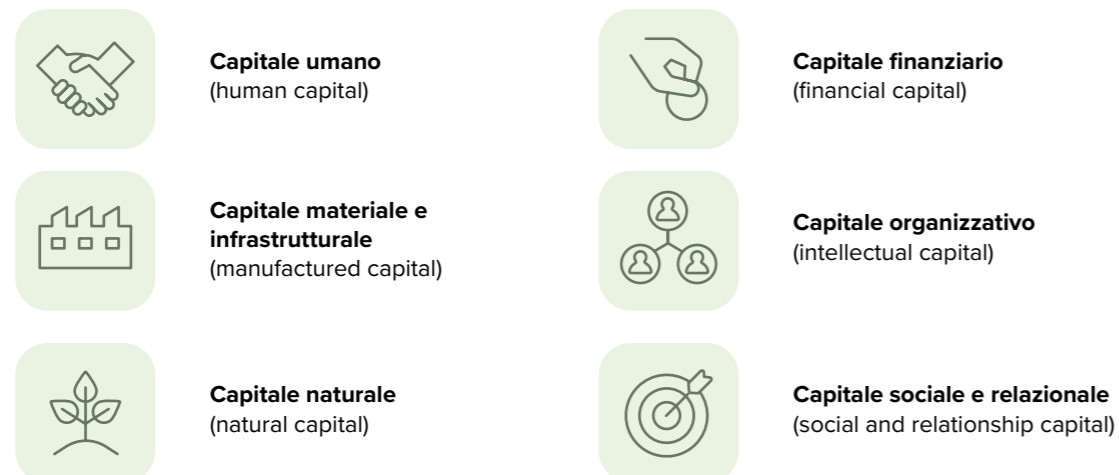 Capitale umano
(human capital)
Capitale finanziario
(financial capital)
Capitale materiale e
infrastrutturale
(manufactured capital)
Capitale organizzativo
(intellectual capital)
Capitale naturale
(natural capital)
Capitale sociale e relazionale
(social and relationship capital)